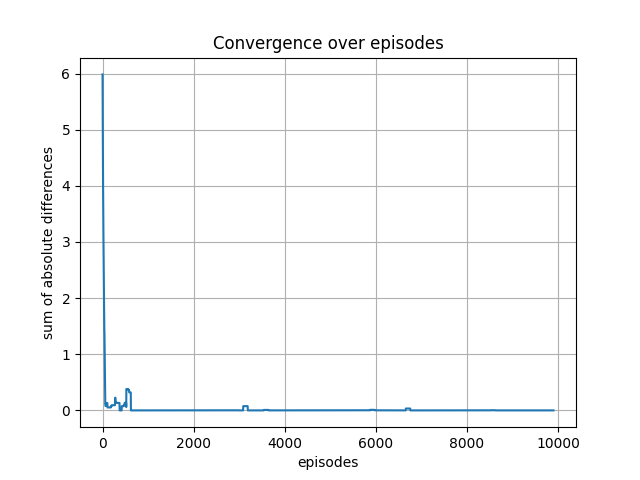 Convergence over episodes
sum of absolute differences
6
5
4
3
2
1
0
0 2000 4000 6000 8000 10000
episodes